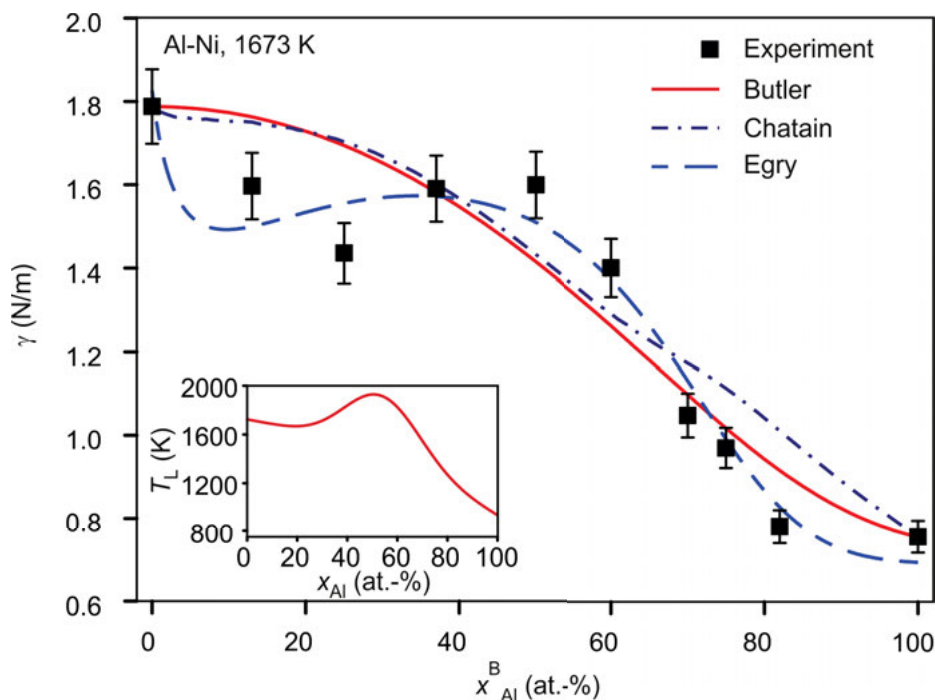 Al-Ni, 1673 K
Experiment
Butler
Chatain
Egry
γ (N/m)
2.0
1.8
1.6
1.4
1.2
1.0
0.8
0.6
T_L (K)
2000
1600
1200
800
0 20 40 60 80 100
x_Al (at.-%)
0 20 40 60 80 100
x^B_Al (at.-%)